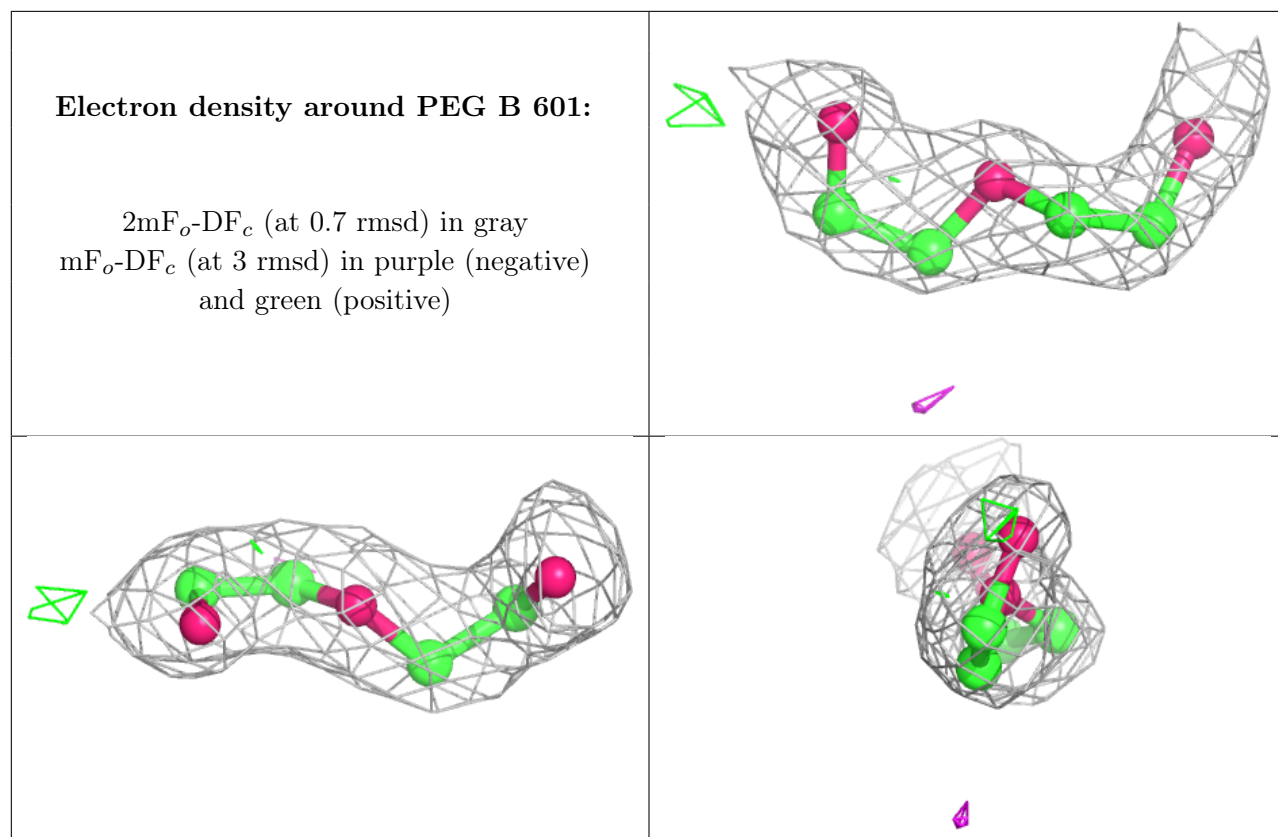 Electron density around PEG B 601:
2mFo-DFc (at 0.7 rmsd) in gray
mFo-DFc (at 3 rmsd) in purple (negative)
and green (positive)